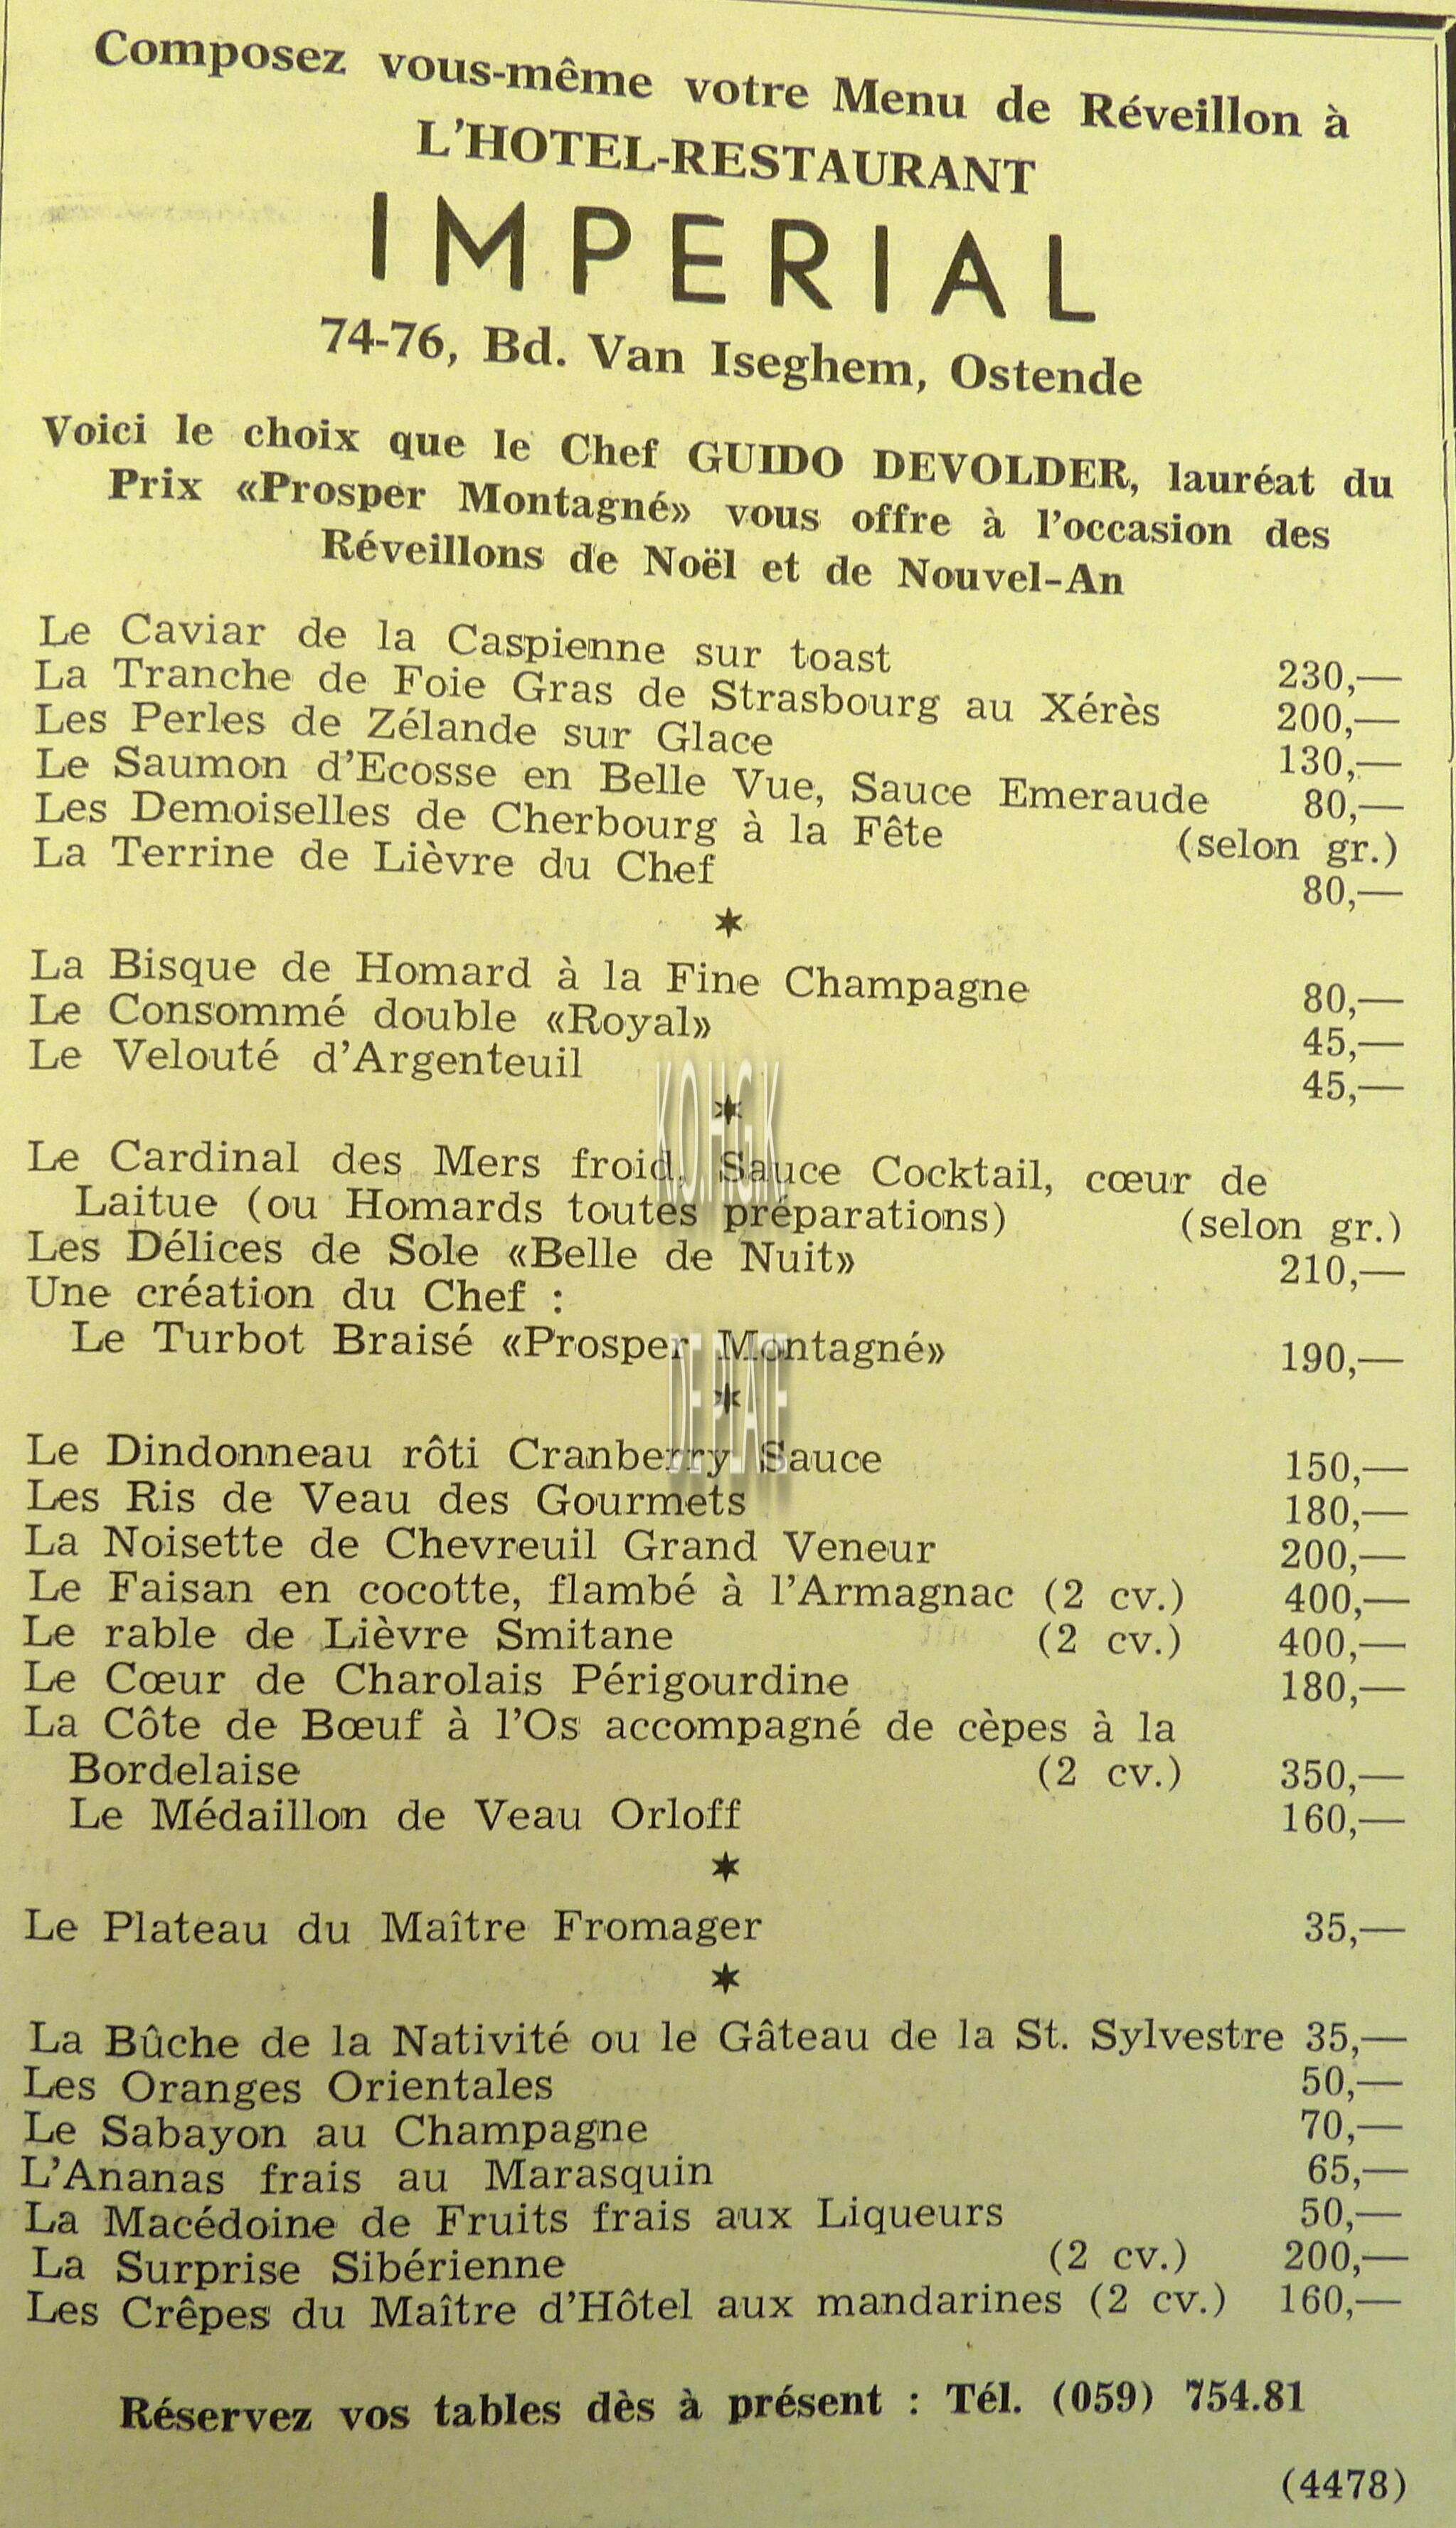 Composez vous-même votre Menu de Réveillon à
L'HOTEL-RESTAURANT
IMPERIAL
74-76, Bd. Van Iseghem, Ostende
Voici le choix que le Chef GUIDO DEVOLDER, lauréat du
Prix «Prosper Montagné» vous offre à l'occasion des
Réveillons de Noël et de Nouvel-An
Le Caviar de la Caspienne sur toast 230,—
La Tranche de Foie Gras de Strasbourg au Xérès 200,—
Les Perles de Zélande sur Glace 130,—
Le Saumon d'Ecosse en Belle Vue, Sauce Emeraude 80,—
Les Demoiselles de Cherbourg à la Fête (selon gr.)
La Terrine de Lièvre du Chef 80,—
*
La Bisque de Homard à la Fine Champagne 80,—
Le Consommé double «Royal» 45,—
Le Velouté d'Argenteuil 45,—
*
KOHGK
Le Cardinal des Mers froid, Sauce Cocktail, cœur de
Laitue (ou Homards toutes préparations) (selon gr.)
Les Délices de Sole «Belle de Nuit» 210,—
Une création du Chef :
Le Turbot Braisé «Prosper Montagné» 190,—
*
DE PLATE
Le Dindonneau rôti Cranberry Sauce 150,—
Les Ris de Veau des Gourmets 180,—
La Noisette de Chevreuil Grand Veneur 200,—
Le Faisan en cocotte, flambé à l'Armagnac (2 cv.) 400,—
Le rable de Lièvre Smitane (2 cv.) 400,—
Le Cœur de Charolais Périgourdine 180,—
La Côte de Bœuf à l'Os accompagné de cèpes à la
Bordelaise (2 cv.) 350,—
Le Médaillon de Veau Orloff 160,—
*
Le Plateau du Maître Fromager 35,—
*
La Bûche de la Nativité ou le Gâteau de la St. Sylvestre 35,—
Les Oranges Orientales 50,—
Le Sabayon au Champagne 70,—
L'Ananas frais au Marasquin 65,—
La Macédoine de Fruits frais aux Liqueurs 50,—
La Surprise Sibérienne (2 cv.) 200,—
Les Crêpes du Maître d'Hôtel aux mandarines (2 cv.) 160,—
Réservez vos tables dès à présent : Tél. (059) 754.81
(4478)